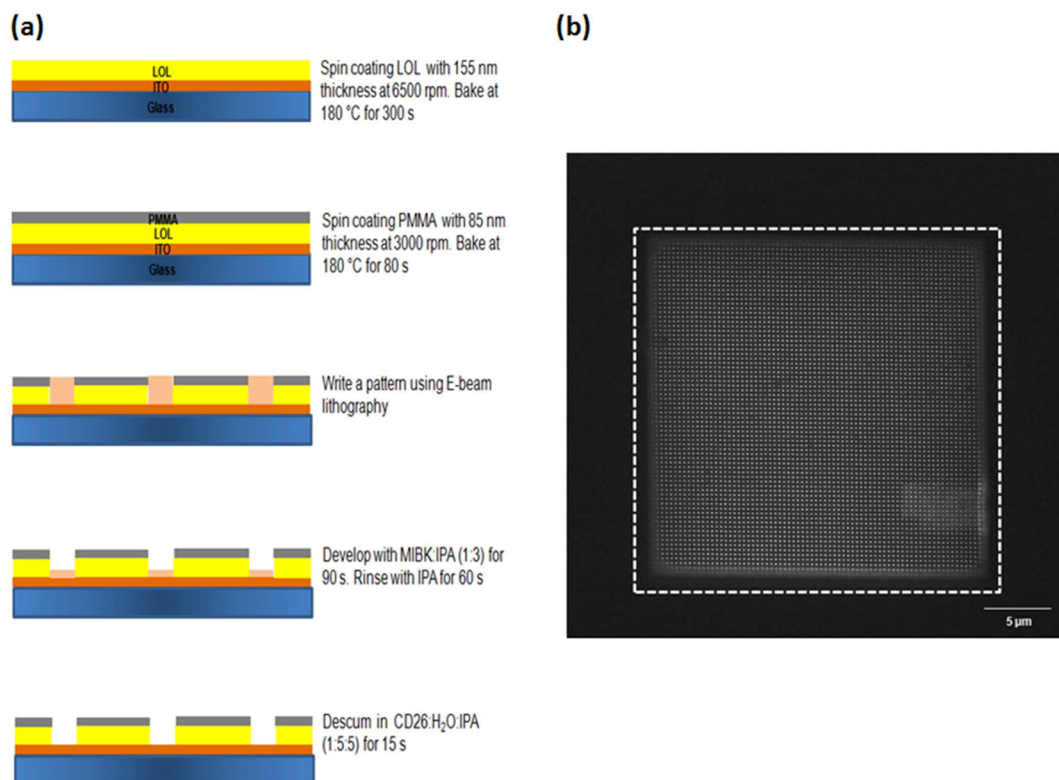 (a)
(b)
LOL
ITO
Glass
Spin coating LOL with 155 nm
thickness at 6500 rpm. Bake at
180 °C for 300 s
PMMA
LOL
ITO
Glass
Spin coating PMMA with 85 nm
thickness at 3000 rpm. Bake at
180 °C for 80 s
Write a pattern using E-beam
lithography
Develop with MIBK:IPA (1:3) for
90 s. Rinse with IPA for 60 s
Descum in CD26:H₂O:IPA
(1:5:5) for 15 s
5 µm